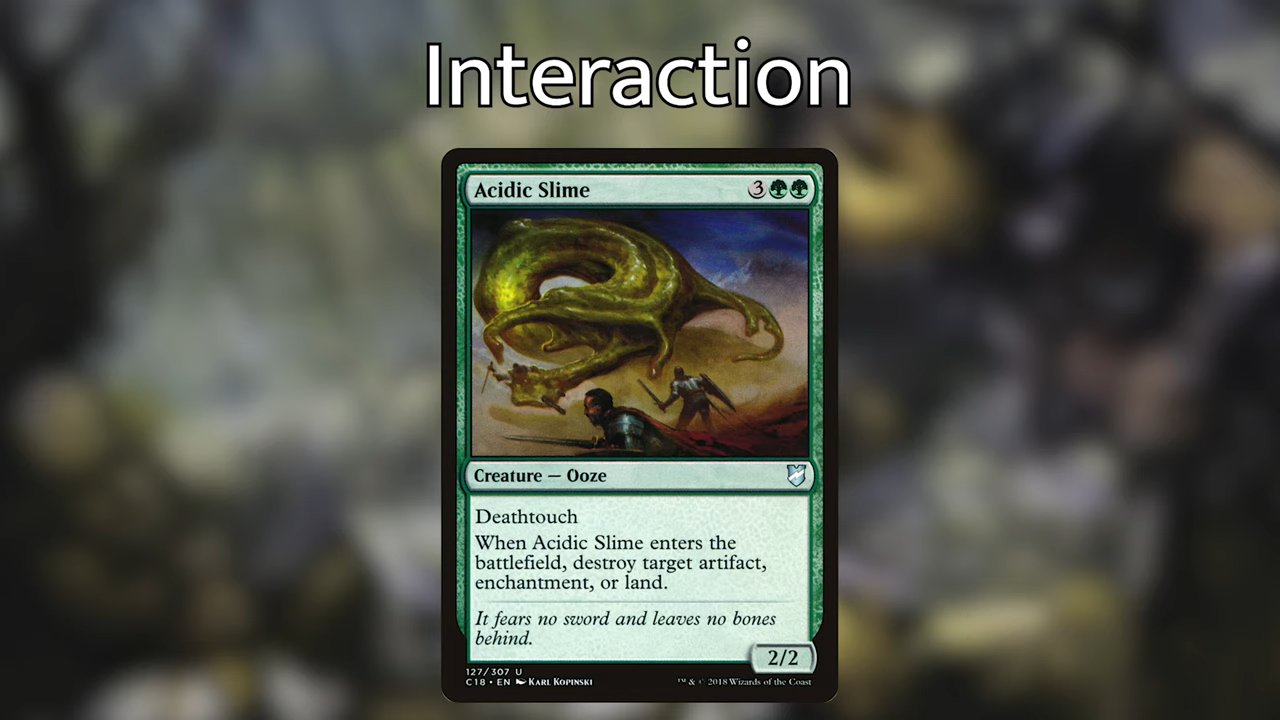 Interaction
Acidic Slime 3
Creature — Ooze
Deathtouch
When Acidic Slime enters the
battlefield, destroy target artifact,
enchantment, or land.
It fears no sword and leaves no bones
behind.
2/2
127/307 U
C18 • EN Karl Kopinski
™ & © 2018 Wizards of the Coast